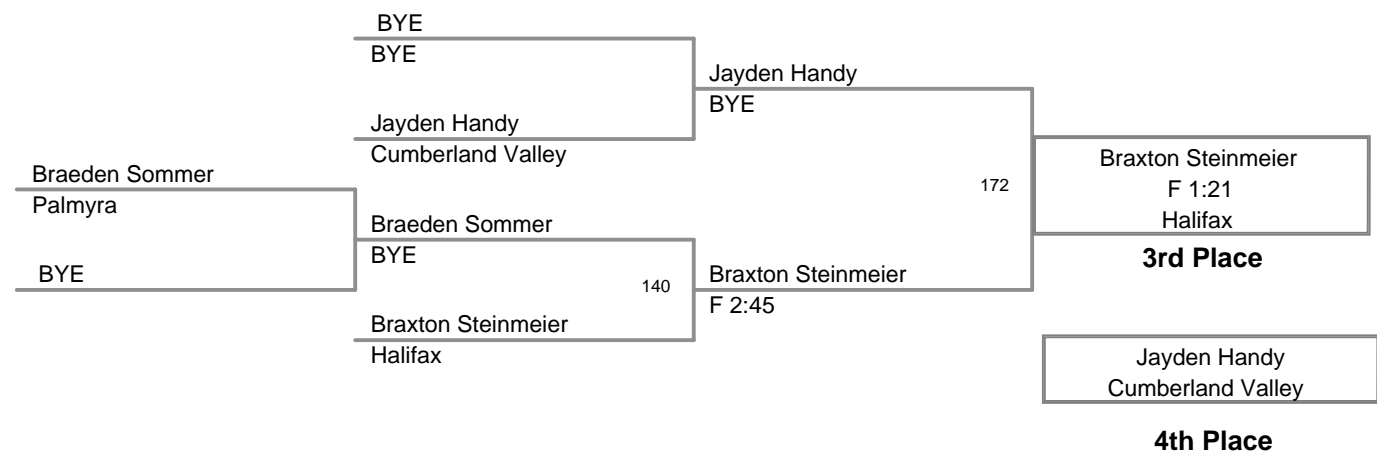 BYE
BYE
Jayden Handy
BYE
Jayden Handy
Cumberland Valley
Braeden Sommer
Palmyra
172
Braxton Steinmeier
F 1:21
Halifax
Braeden Sommer
BYE
3rd Place
BYE
140
Braxton Steinmeier
F 2:45
Braxton Steinmeier
Halifax
Jayden Handy
Cumberland Valley
4th Place